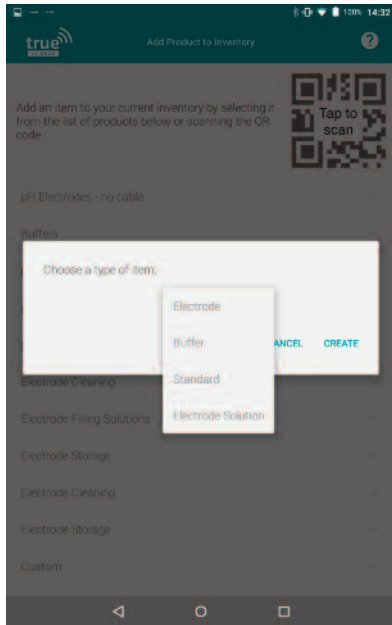 100% 14:32
true
Add Product to Inventory
?
Add an item to your current
inventory by selecting it
from the list of products
below or scanning the QR
code
Tap to
scan
pH Electrodes - no cable
Buffers
Choose a type of item:
Electrode
Buffer
Standard
Electrode Solution
ANCEL
CREATE
Electrode Cleaning
Electrode Filling Solutions
Electrode Storage
Electrode Cleaning
Electrode Storage
Custom